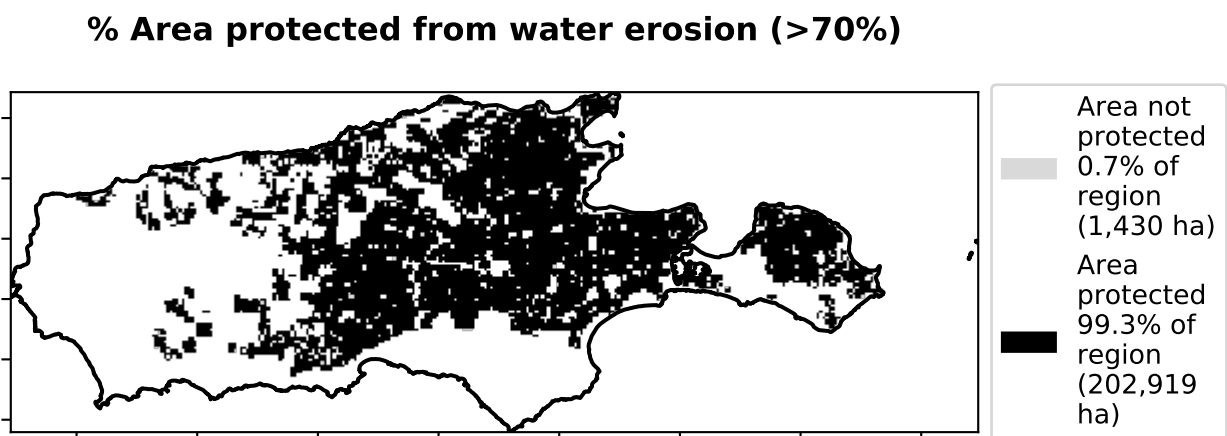 % Area protected from water erosion (>70%)
Area not
protected
0.7% of
region
(1,430 ha)
Area
protected
99.3% of
region
(202,919
ha)